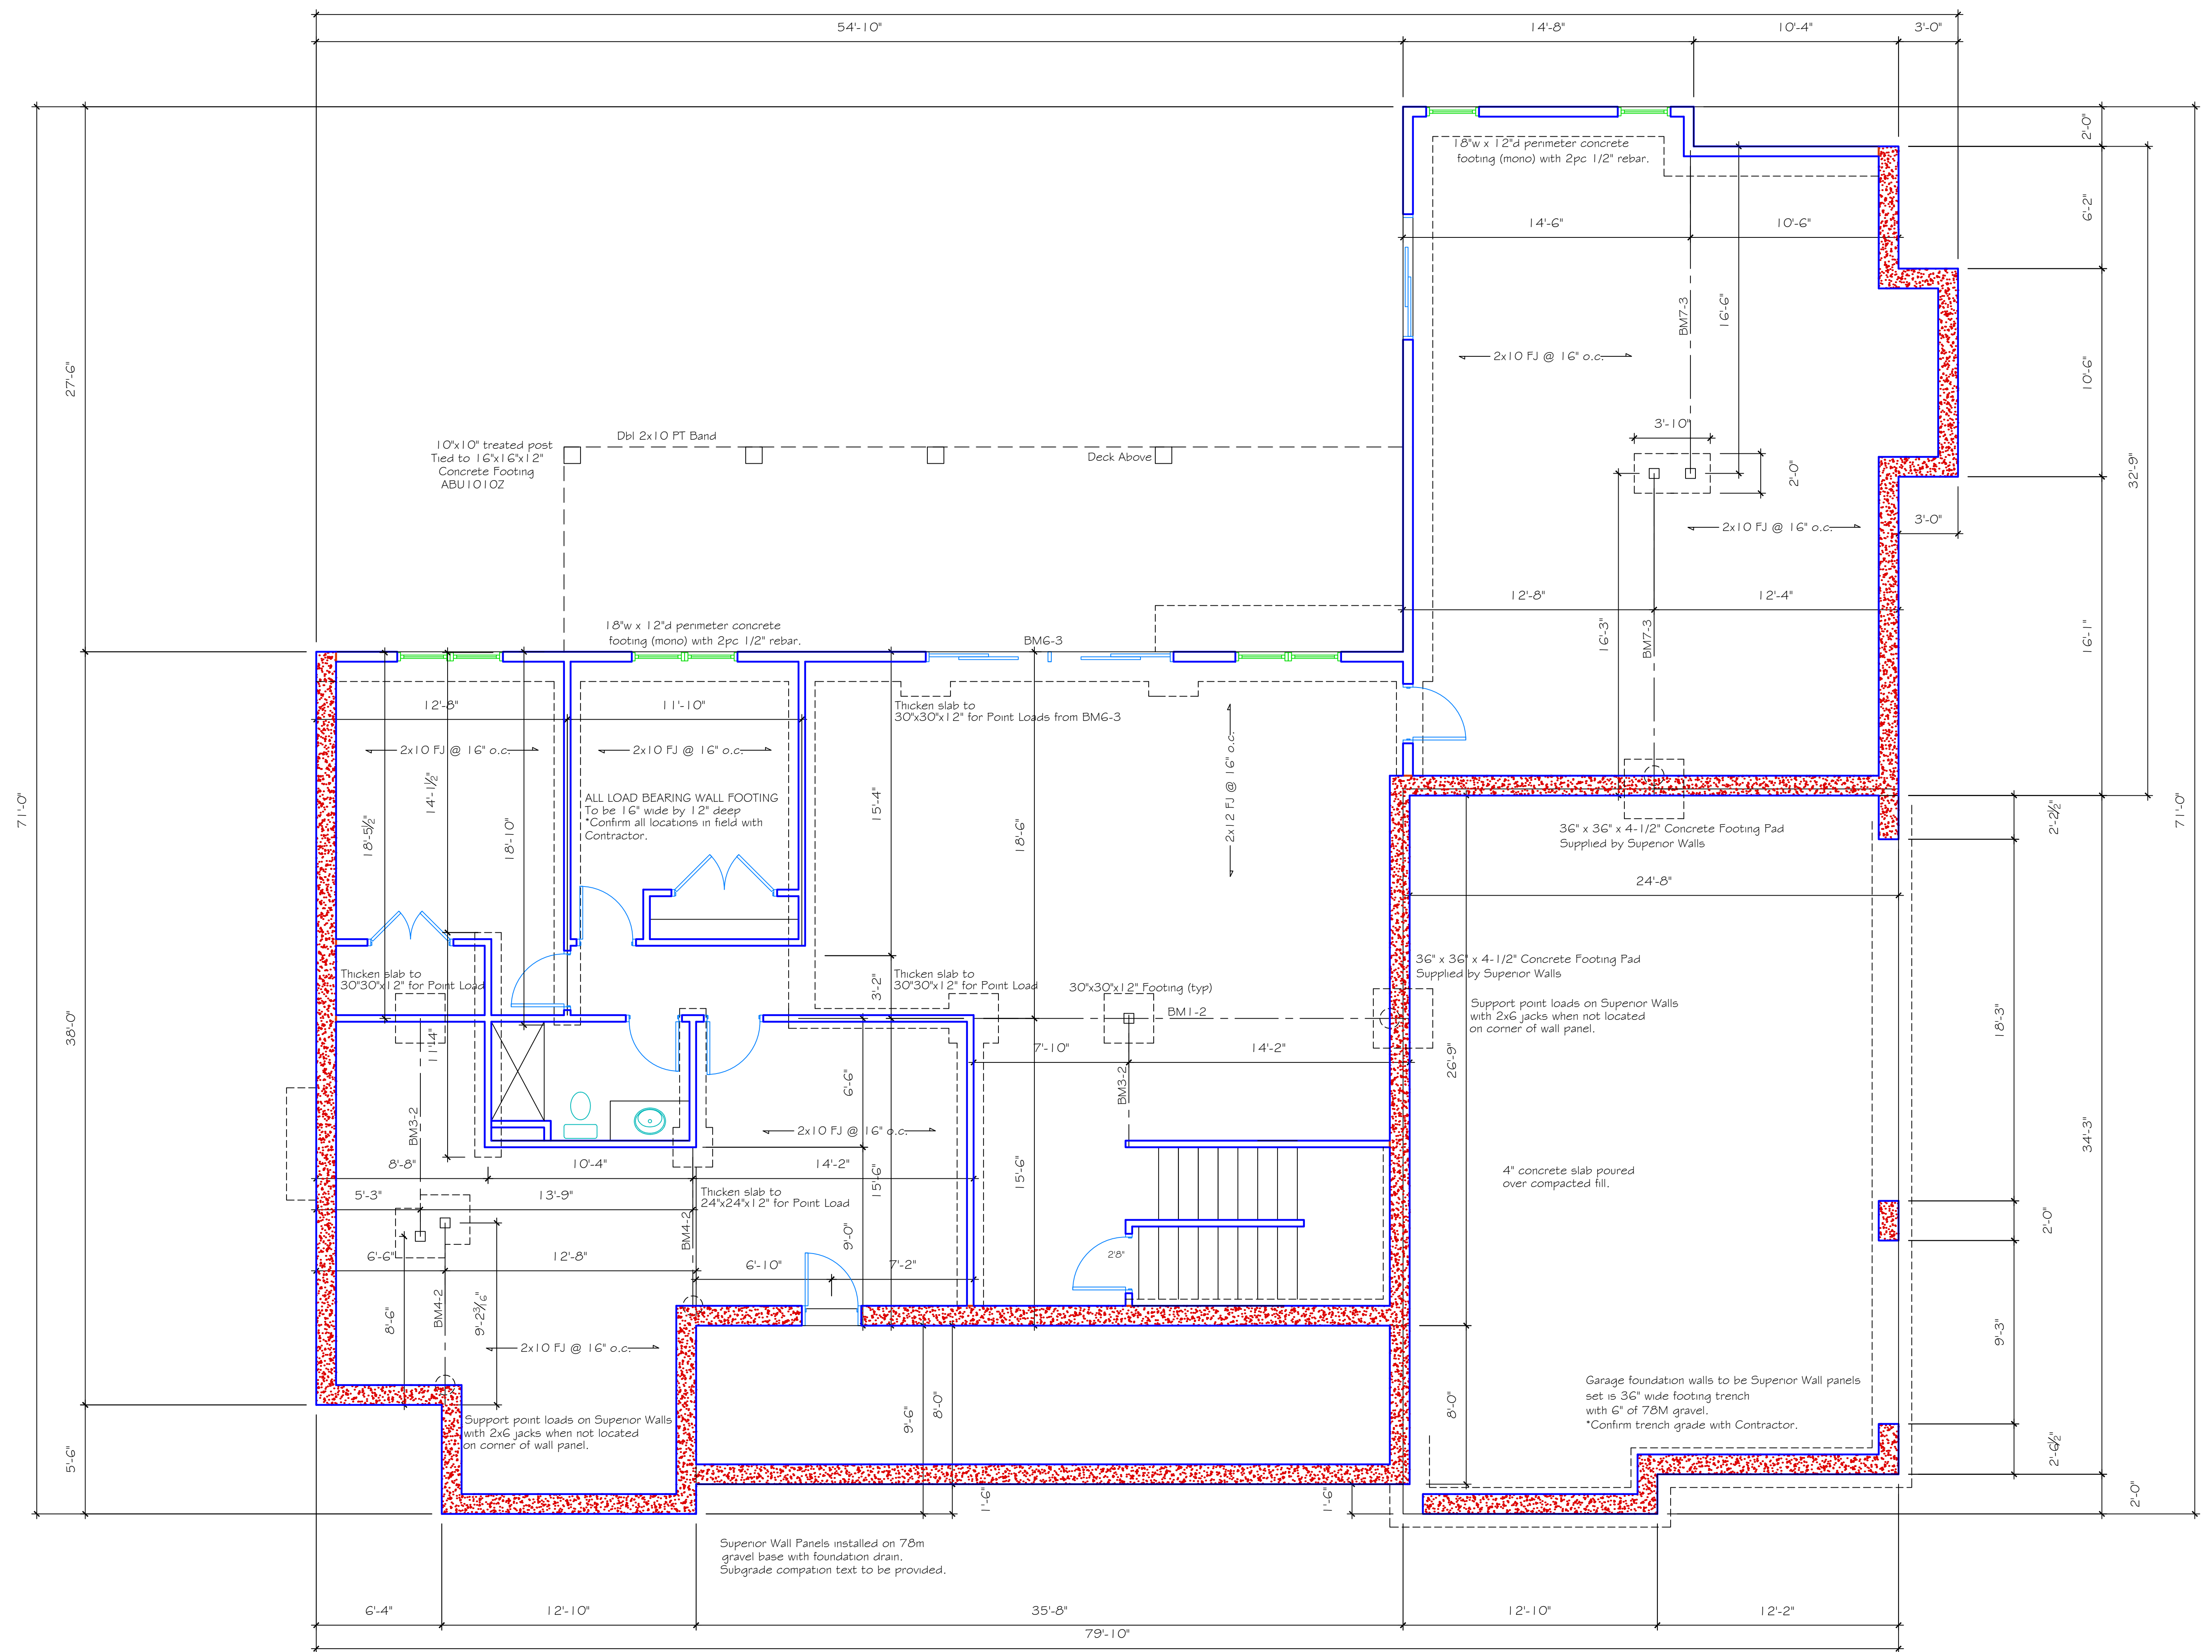 54'-10"
14'-8"
10'-4"
3'-0"
2'-0"
18"w x 12"d perimeter concrete
footing (mono) with 2pc 1/2" rebar.
6'-2"
14'-6"
10'-6"
BM7-3
16'-6"
2x10 FJ @ 16" o.c.
27'-6"
10'-6"
32'-9"
3'-10"
2'-0"
10"x10" treated post
Tied to 16"x16"x12"
Concrete Footing
ABU1010Z
Dbl 2x10 PT Band
Deck Above
2x10 FJ @ 16" o.c.
3'-0"
12'-8"
12'-4"
16'-3"
BM7-3
16'-1"
18"w x 12"d perimeter concrete
footing (mono) with 2pc 1/2" rebar.
BM6-3
12'-8"
11'-10"
Thicken slab to
30"x30"x12" for Point Loads from BM6-3
2x10 FJ @ 16" o.c.
2x10 FJ @ 16" o.c.
2x12 FJ @ 16" o.c.
14'-1½"
18'-5½"
18'-10"
15'-4"
18'-6"
71'-0"
71'-0"
ALL LOAD BEARING WALL FOOTING
To be 16" wide by 12" deep
*Confirm all locations in field with
Contractor.
36" x 36" x 4-1/2" Concrete Footing Pad
Supplied by Superior Walls
2'-2½"
24'-8"
36" x 36" x 4-1/2" Concrete Footing Pad
Supplied by Superior Walls
Thicken slab to
30"30"x12" for Point Load
Thicken slab to
30"30"x12" for Point Load
3'-2"
30"x30"x12" Footing (typ)
BM1-2
Support point loads on Superior Walls
with 2x6 jacks when not located
on corner of wall panel.
38'-0"
18'-3"
11'-4"
7'-10"
14'-2"
26'-9"
6'-6"
BM3-2
BM3-2
2x10 FJ @ 16" o.c.
34'-3"
8'-8"
10'-4"
14'-2"
15'-6"
15'-6"
4" concrete slab poured
over compacted fill.
5'-3"
13'-9"
Thicken slab to
24"x24"x12" for Point Load
2'-0"
BM4-2
9'-0"
6'-6"
12'-8"
6'-10"
7'-2"
2'8"
8'-6"
BM4-2
9'-2³⁄₁₆"
2x10 FJ @ 16" o.c.
9'-3"
Garage foundation walls to be Superior Wall panels
set is 36" wide footing trench
with 6" of 78M gravel.
*Confirm trench grade with Contractor.
9'-6"
8'-0"
8'-0"
Support point loads on Superior Walls
with 2x6 jacks when not located
on corner of wall panel.
5'-6"
2'-6½"
1'-6"
1'-6"
2'-0"
Superior Wall Panels installed on 78m
gravel base with foundation drain.
Subgrade compation text to be provided.
6'-4"
12'-10"
35'-8"
12'-10"
12'-2"
79'-10"